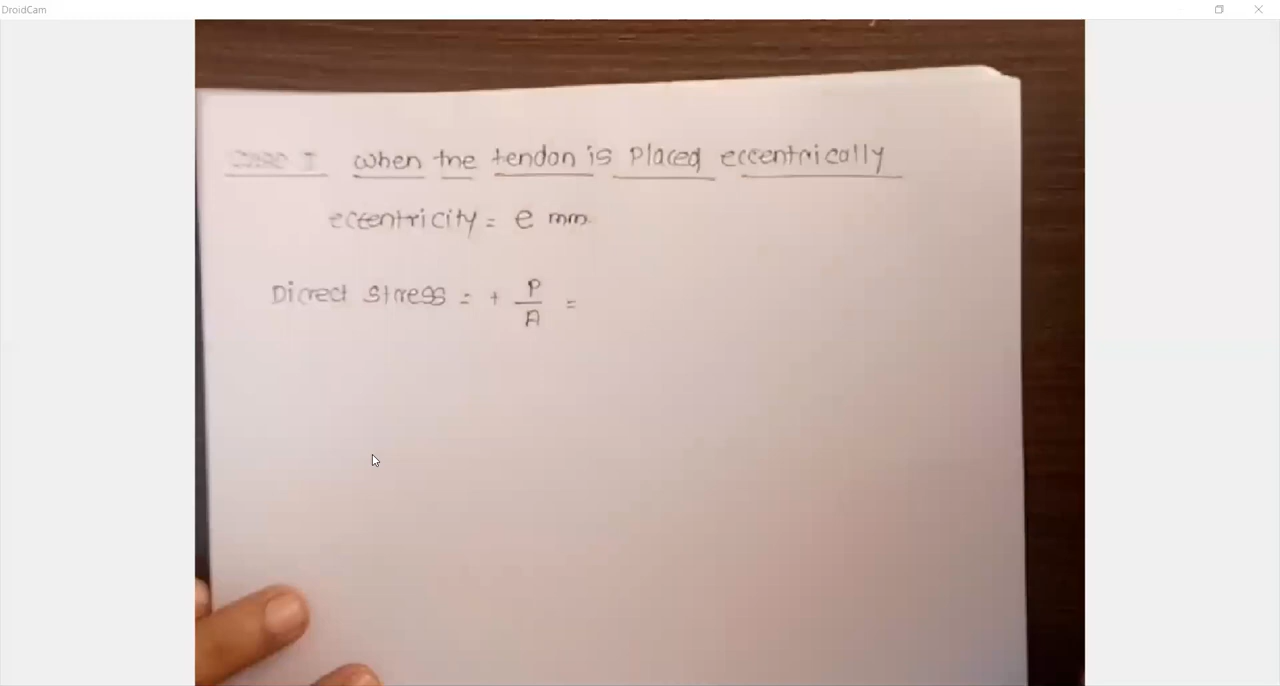 DroidCam
when the tendon is Placed eccentrically
eccentricity = e mm.
Direct stress = + P/A =